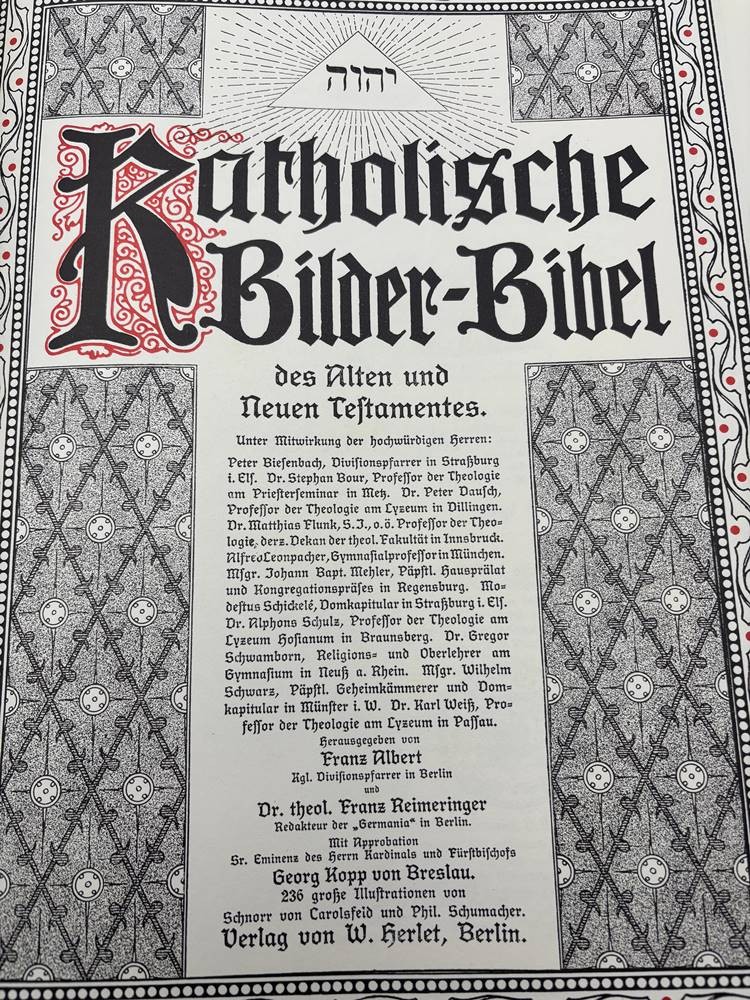 יהוה
Katholische
Bilder-Bibel
des Alten und
Neuen Testamentes.
Unter Mitwirkung der hochwürdigen Herren:
Peter Biesenbach, Divisionspfarrer in Straßburg
i. Els. Dr. Stephan Bour, Professor der Theologie
am Priesterseminar in Metz. Dr. Peter Dausch,
Professor der Theologie am Lyzeum in Dillingen.
Dr. Matthias Flunk, S. J., o. ö. Professor der Theo-
logie, derz. Dekan der theol. Fakultät in Innsbruck.
Alfred Leonpacher, Gymnasialprofessor in München.
Msgr. Johann Bapt. Mehler, Päpstl. Hausprälat
und Kongregationspräses in Regensburg. Mo-
destus Schickelé, Domkapitular in Straßburg i. Els.
Dr. Alphons Schulz, Professor der Theologie am
Lyzeum Hosianum in Braunsberg. Dr. Gregor
Schwamborn, Religions- und Oberlehrer am
Gymnasium in Neuß a. Rhein. Msgr. Wilhelm
Schwarz, Päpstl. Geheimkämmerer und Dom-
kapitular in Münster i. W. Dr. Karl Weiß, Pro-
fessor der Theologie am Lyzeum in Passau.
Herausgegeben von
Franz Albert
Kgl. Divisionspfarrer in Berlin
und
Dr. theol. Franz Reimeringer
Redakteur der „Germania“ in Berlin.
Mit Approbation
Sr. Eminenz des Herrn Kardinals und Fürstbischofs
Georg Kopp von Breslau.
236 große Illustrationen von
Schnorr von Carolsfeld und Phil. Schumacher.
Verlag von W. Herlet, Berlin.